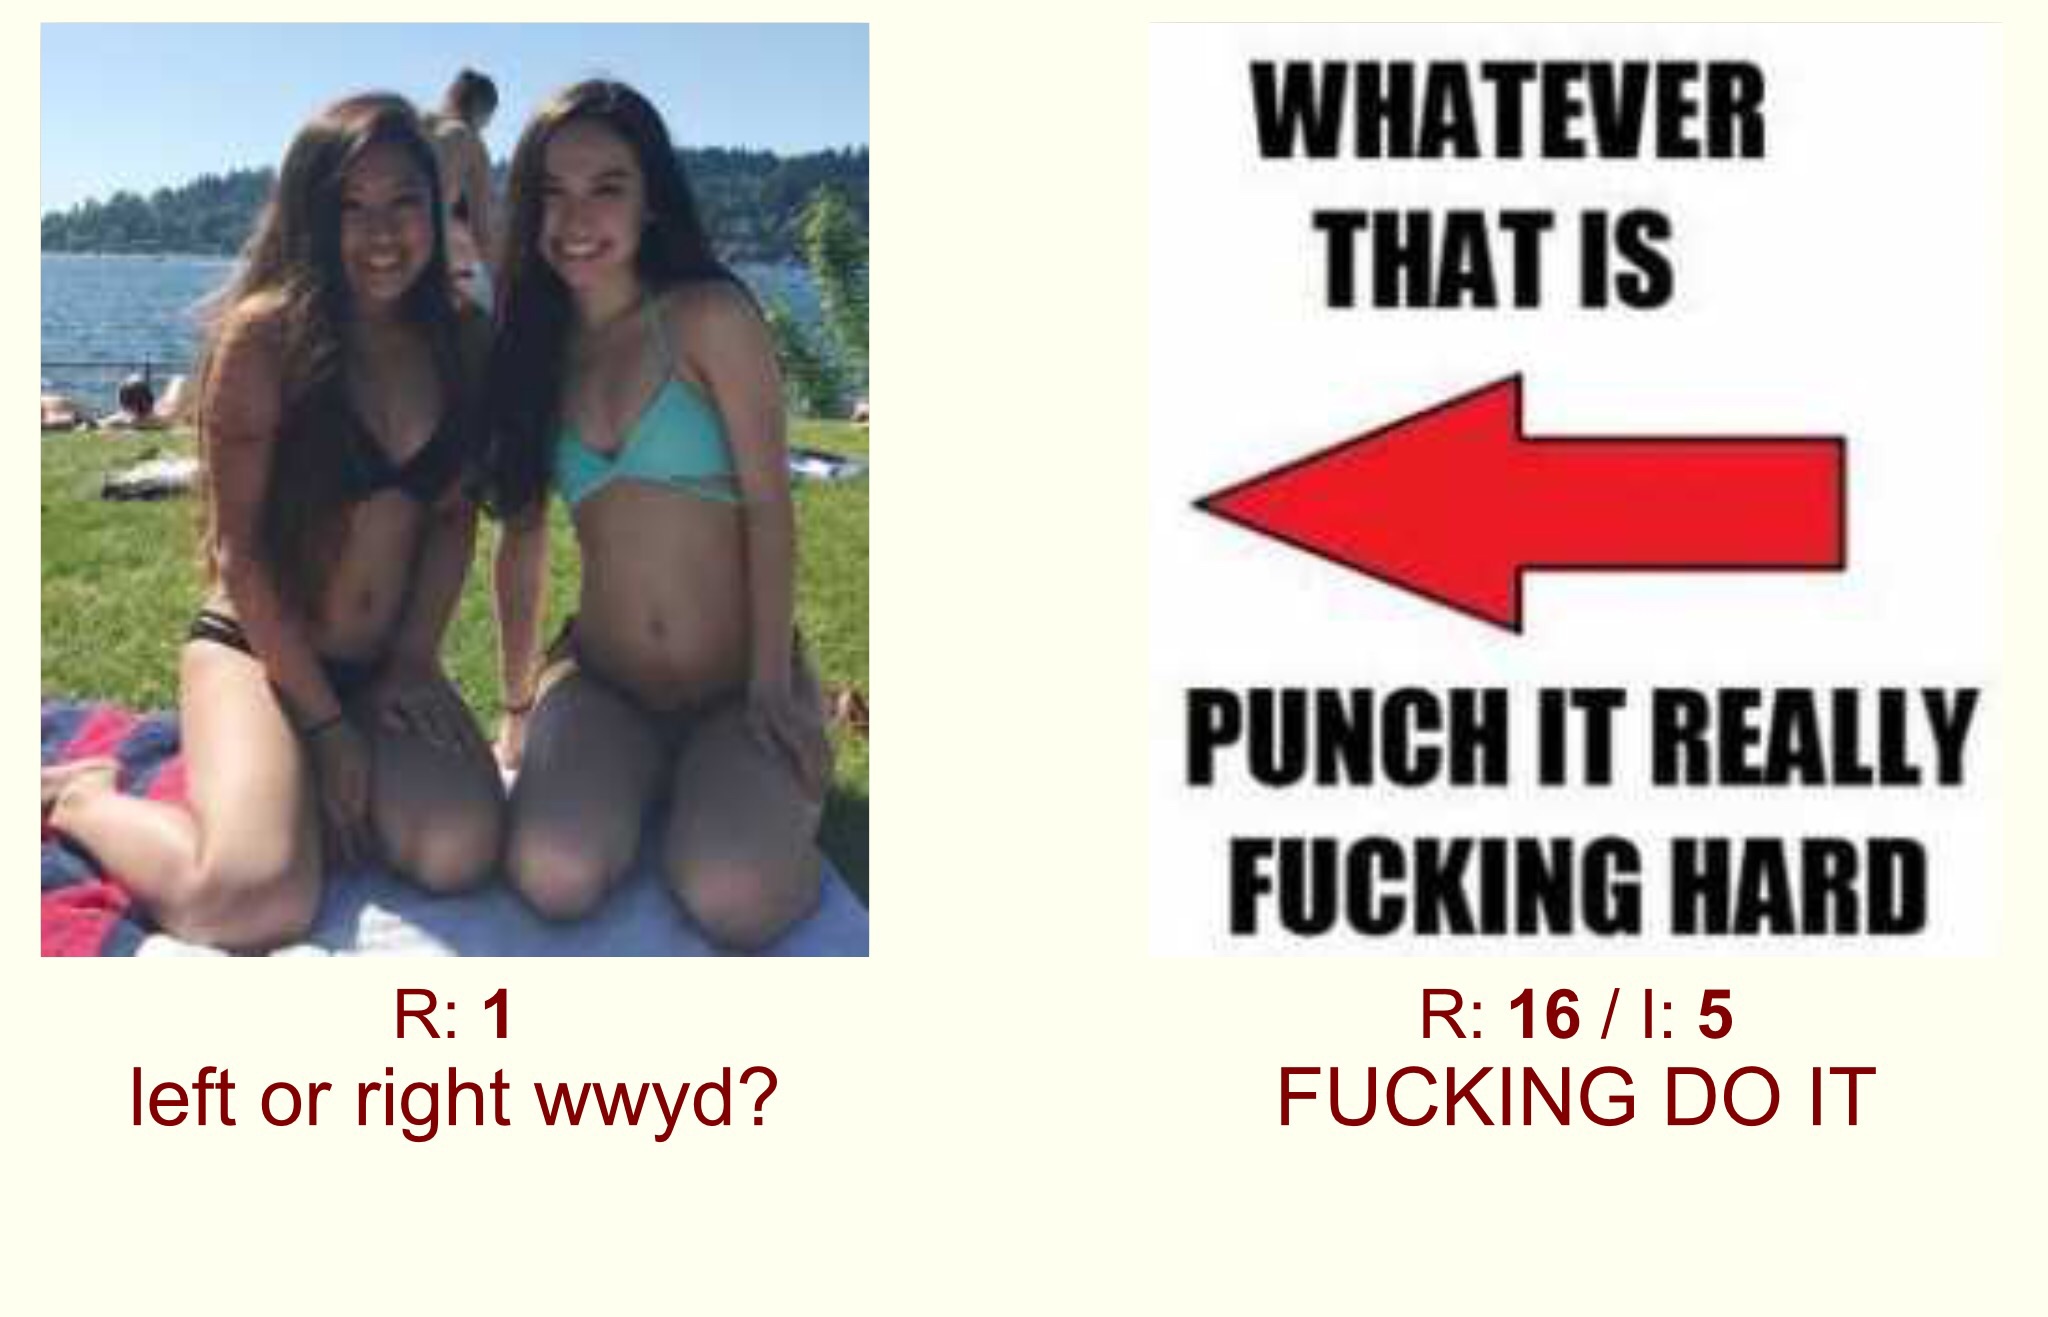 WHATEVER
THAT IS
PUNCH IT REALLY
FUCKING HARD
R: 1
left or right wwyd?
R: 16 / I: 5
FUCKING DO IT